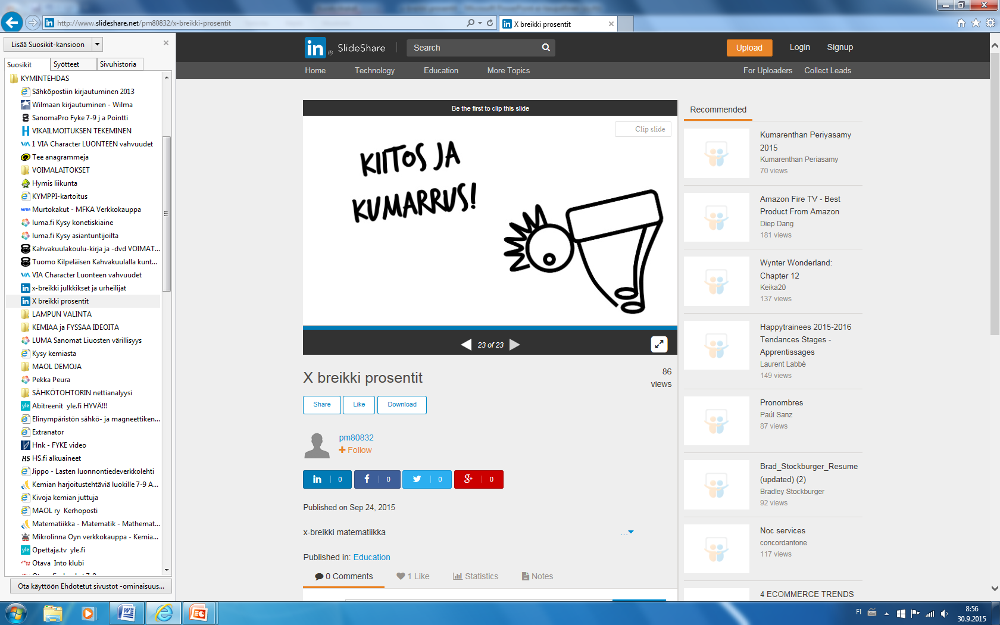 http://www.slideshare.net/pm80832/x-breikki-prosentit
X breikki prosentit
Lisää Suosikit-kansioon
Suosikit
Syötteet
Sivuhistoria
KYMINTEHDAS
Sähköpostiin kirjautuminen 2013
Wilmaan kirjautuminen - Wilma
SanomaPro Fyke 7-9 j a Pointti
VIKAILMOITUKSEN TEKEMINEN
1 VIA Character LUONTEEN vahvuudet
Tee anagrammeja
VOIMALAITOKSET
Hymis liikunta
KYMPPI-kartoitus
Murtokakut - MFKA Verkkokauppa
luma.fi Kysy konetiskiaine
luma.fi Kysy asiantuntijoilta
Kahvakuulakoulu-kirja ja -dvd VOIMAT...
Tuomo Kilpeläisen Kahvakuulalla kunt...
VIA Character Luonteen vahvuudet
x-breikki julkkikset ja urheilijat
X breikki prosentit
LAMPUN VALINTA
KEMIAA ja FYSSAA IDEOITA
LUMA Sanomat Liuosten värillisyys
Kysy kemiasta
MAOL DEMOJA
Pekka Peura
SÄHKÖTOHTORIN nettianalyysi
Abitreenit yle.fi HYVÄ!!!
Elinympäristön sähkö- ja magneettiken...
Extranator
Hnk - FYKE video
HS.fi alkuaineet
Jippo - Lasten luonnontiedeverkkolehti
Kemian harjoitustehtäviä luokille 7-9 A...
Kivoja kemian juttuja
MAOL ry Kerhoposti
Matematiikka - Matematik - Mathemat...
Mikrolinna Oyn verkkokauppa - Kemia...
Opettaja.tv yle.fi
Otava Into klubi
Ota käyttöön Ehdotetut sivustot -ominaisuus...
in ® SlideShare
Search
Upload
Login
Signup
Home
Technology
Education
More Topics
For Uploaders
Collect Leads
Be the first to clip this slide
Clip slide
KIITOS JA
KUMARRUS!
23 of 23
X breikki prosentit
86
views
Share
Like
Download
pm80832
+ Follow
in 0
f 0
0
g+ 0
Published on Sep 24, 2015
x-breikki matematiikka
...
Published in: Education
0 Comments
1 Like
Statistics
Notes
Recommended
Kumarenthan Periyasamy
2015
Kumarenthan Periasamy
70 views
Amazon Fire TV - Best
Product From Amazon
Diep Dang
181 views
Wynter Wonderland:
Chapter 12
Keika20
137 views
Happytrainees 2015-2016
Tendances Stages -
Apprentissages
Laurent Labbé
149 views
Pronombres
Paúl Sanz
87 views
Brad_Stockburger_Resume
(updated) (2)
Bradley Stockburger
92 views
Noc services
concordantone
117 views
4 ECOMMERCE TRENDS
FI
8:56
30.9.2015